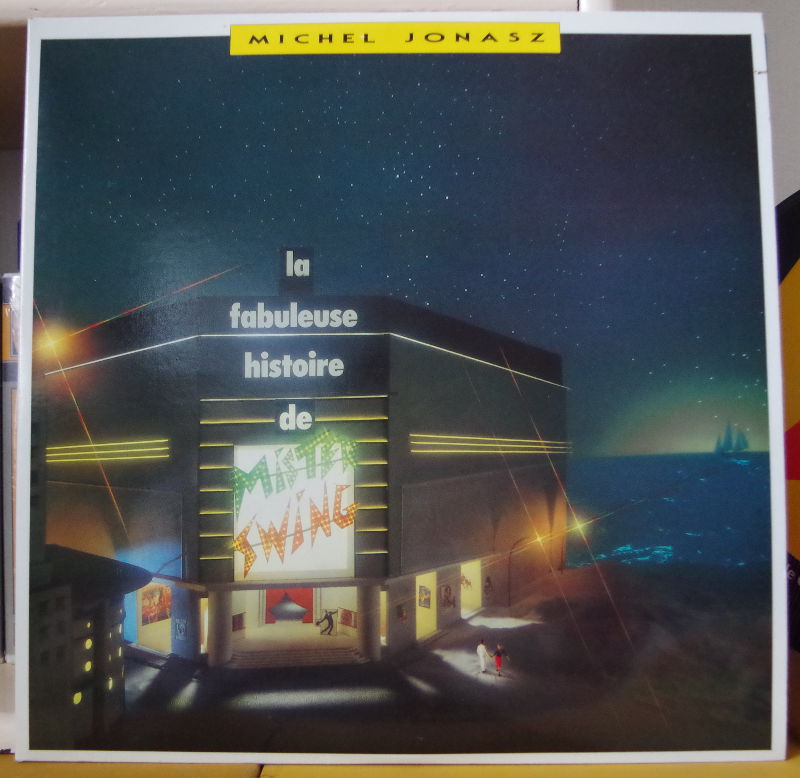 MICHEL JONASZ
la
fabuleuse
histoire
de
MISTER
SWING